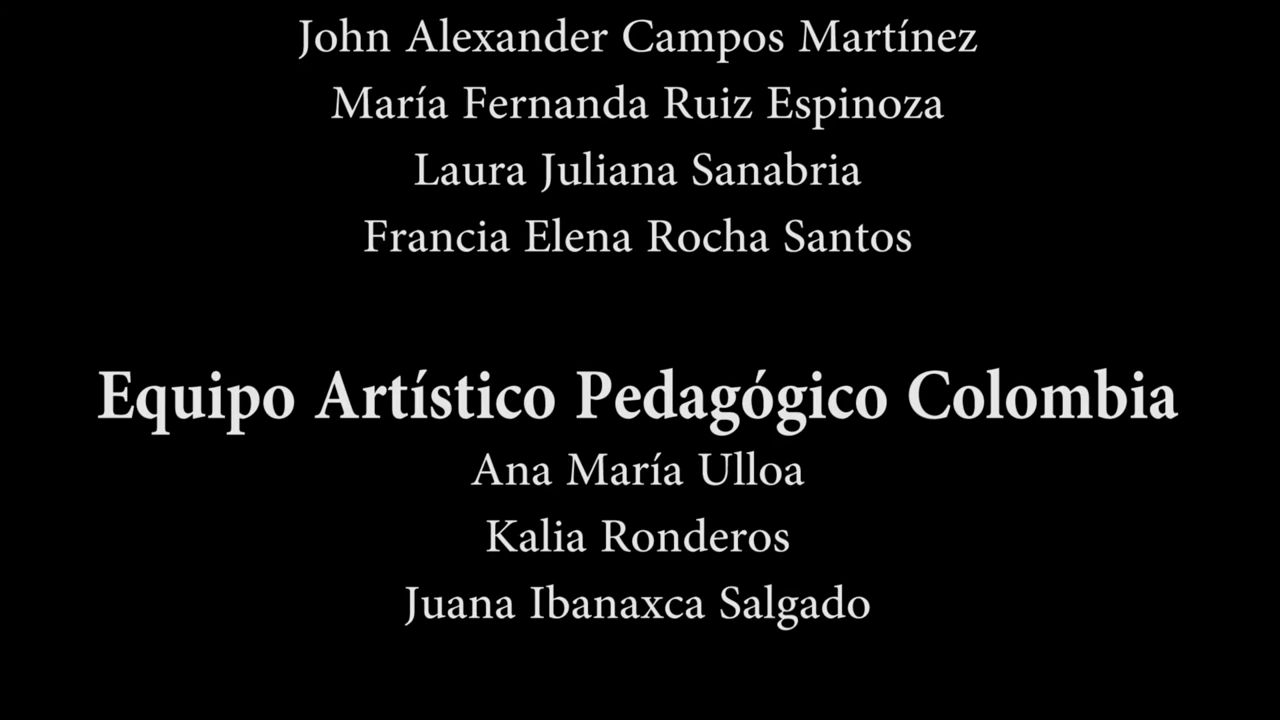 John Alexander Campos Martínez
María Fernanda Ruiz Espinoza
Laura Juliana Sanabria
Francia Elena Rocha Santos
Equipo Artístico Pedagógico Colombia
Ana María Ulloa
Kalia Ronderos
Juana Ibanaxca Salgado